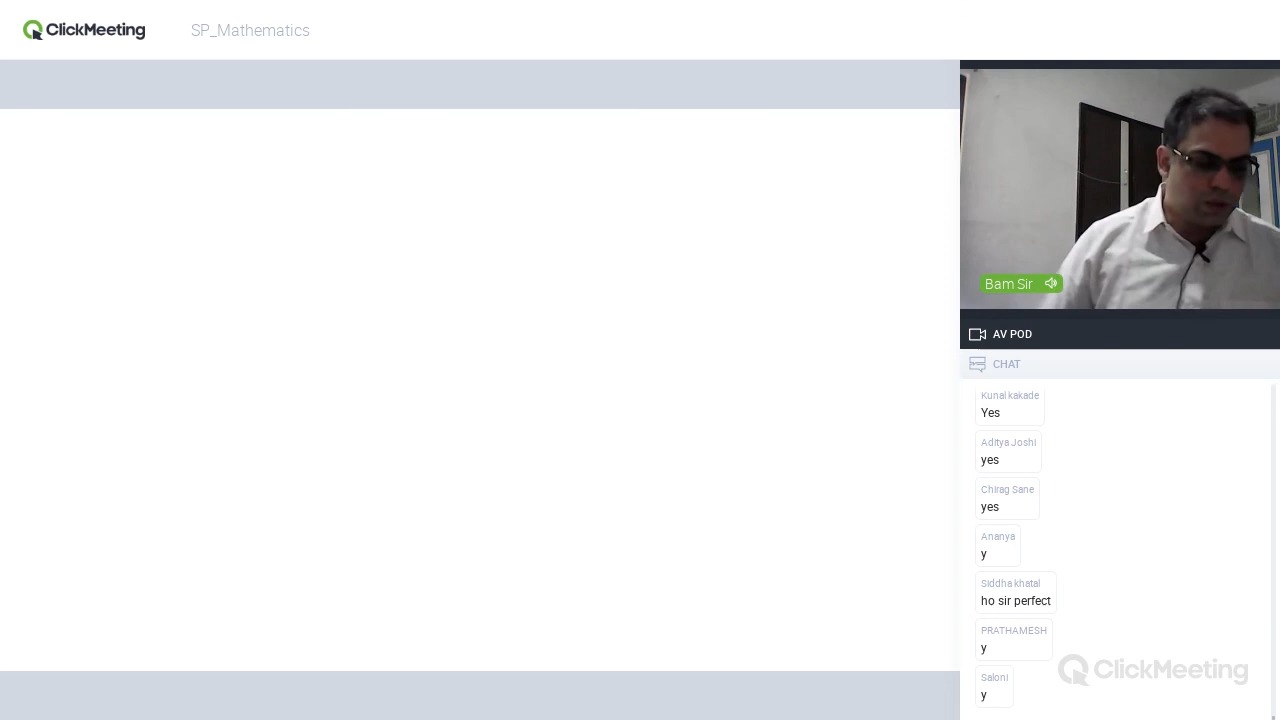 ClickMeeting
SP_Mathematics
Bam Sir
AV POD
CHAT
Kunal kakade
Yes
Aditya Joshi
yes
Chirag Sane
yes
Ananya
y
Siddha khatal
ho sir perfect
PRATHAMESH
y
Saloni
y
ClickMeeting